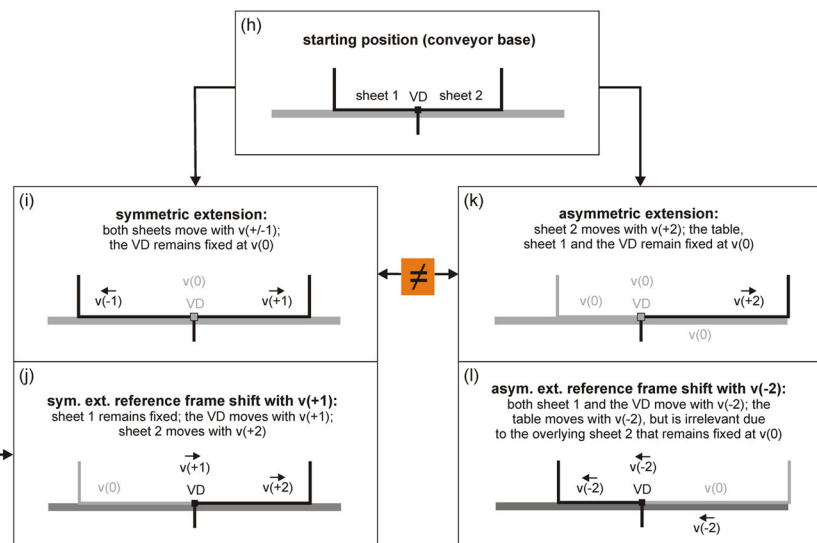 (h)
starting position (conveyor base)
sheet 1 VD sheet 2
(i)
symmetric extension:
both sheets move with v(+/-1);
the VD remains fixed at v(0)
v(0)
v(-1) VD v(+1)
≠
(k)
asymmetric extension:
sheet 2 moves with v(+2); the table,
sheet 1 and the VD remain fixed at v(0)
v(0)
v(0) VD v(+2)
v(0)
(j)
sym. ext. reference frame shift with v(+1):
sheet 1 remains fixed; the VD moves with v(+1);
sheet 2 moves with v(+2)
v(+1)
v(0) VD v(+2)
(l)
asym. ext. reference frame shift with v(-2):
both sheet 1 and the VD move with v(-2); the
table moves with v(-2), but is irrelevant due
to the overlying sheet 2 that remains fixed at v(0)
v(-2)
v(-2) VD v(0)
v(-2)